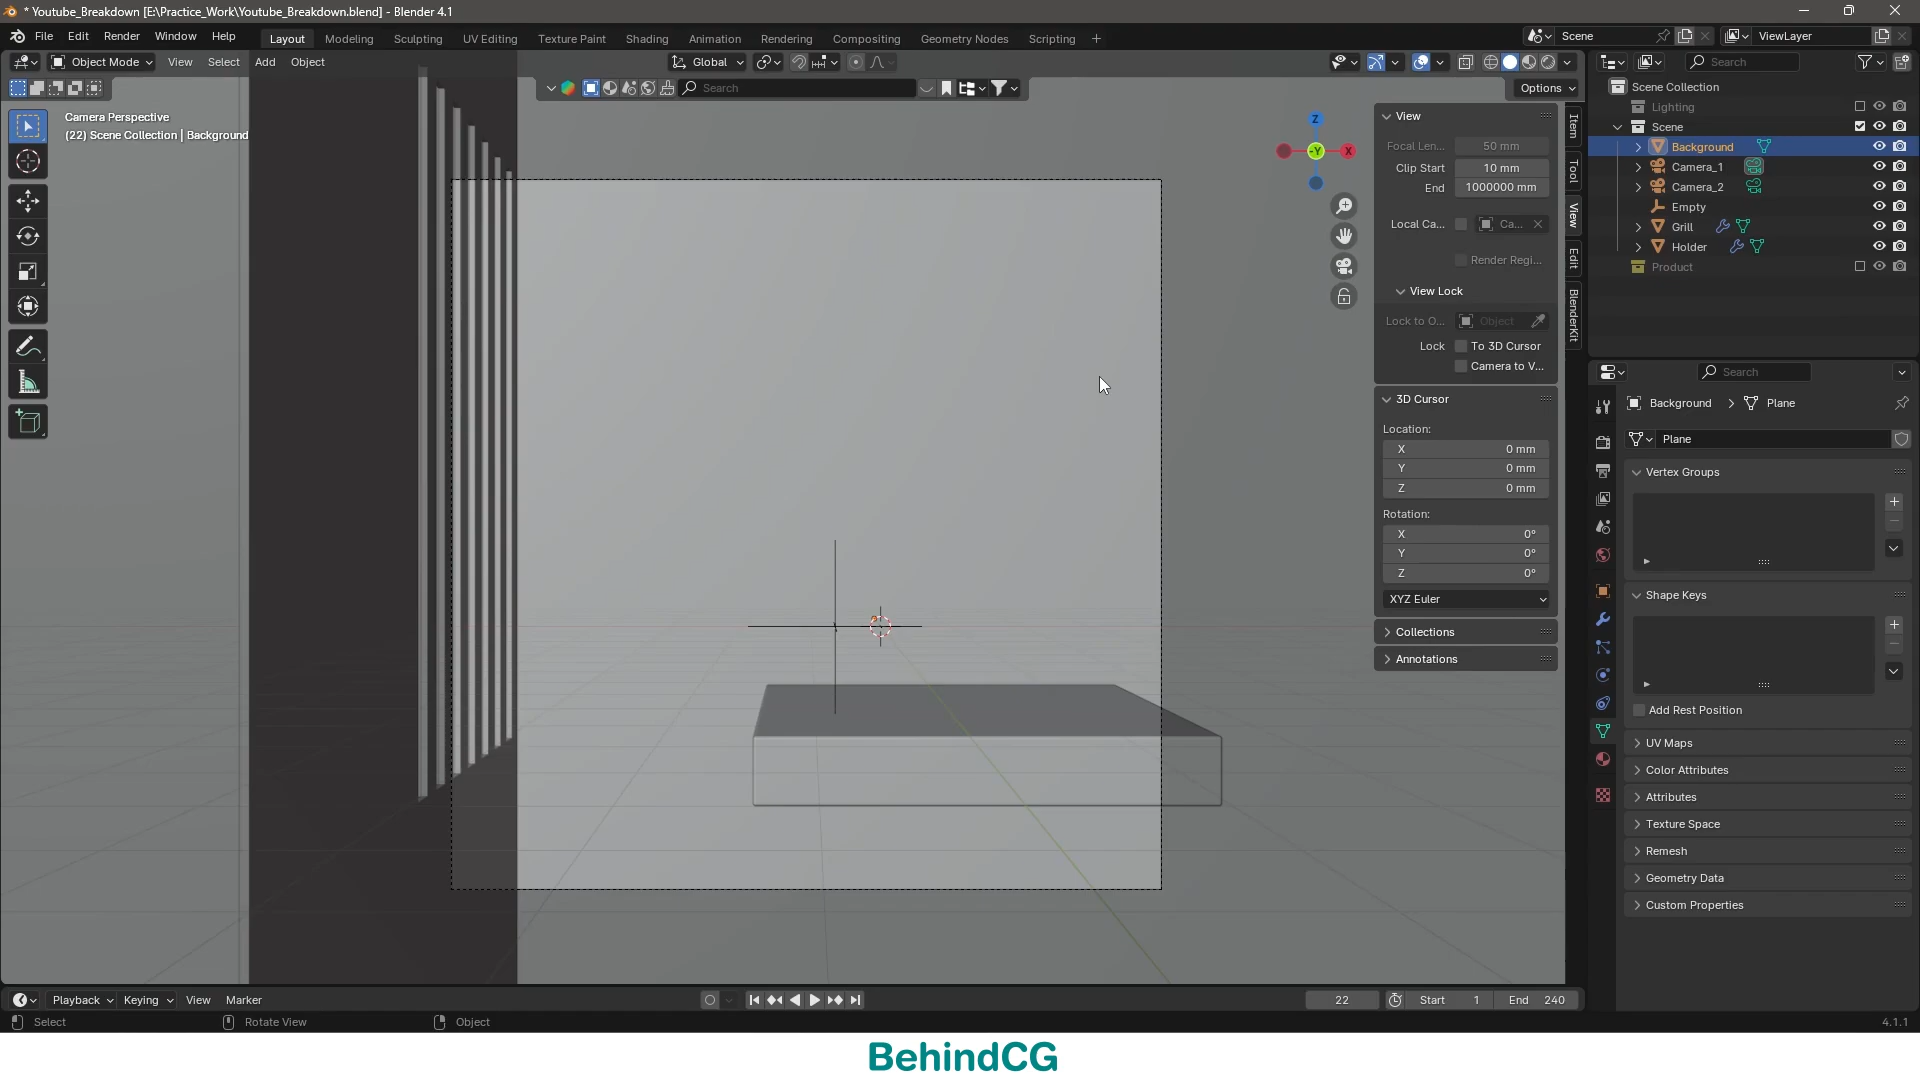 * Youtube_Breakdown [E:\Practice_Work\Youtube_Breakdown.blend] - Blender 4.1
File Edit Render Window Help
Layout Modeling Sculpting UV Editing Texture Paint Shading Animation Rendering Compositing Geometry Nodes Scripting +
Scene
ViewLayer
Object Mode View Select Add Object
Global
Search
Search
Options
Camera Perspective
(22) Scene Collection | Background
Z
-Y
X
View
Focal Len... 50 mm
Clip Start 10 mm
End 1000000 mm
Local Ca... Ca...
Render Regi...
View Lock
Lock to O... Object
Lock To 3D Cursor
Camera to V...
3D Cursor
Location:
X 0 mm
Y 0 mm
Z 0 mm
Rotation:
X 0°
Y 0°
Z 0°
XYZ Euler
Collections
Annotations
Item
Tool
View
Edit
BlenderKit
Scene Collection
Lighting
Scene
Background
Camera_1
Camera_2
Empty
Grill
Holder
Product
Search
Background > Plane
Plane
Vertex Groups
Shape Keys
Add Rest Position
UV Maps
Color Attributes
Attributes
Texture Space
Remesh
Geometry Data
Custom Properties
Playback Keying View Marker
22
Start 1 End 240
Select
Rotate View
Object
4.1.1
BehindCG